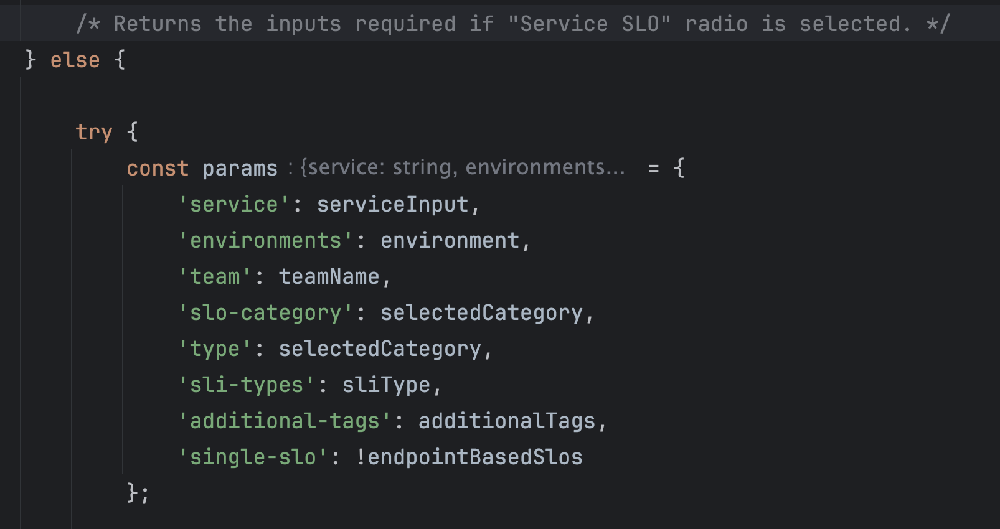 /* Returns the inputs required if "Service SLO" radio is selected. */
} else {
try {
const params : {service: string, environments... = {
'service': serviceInput,
'environments': environment,
'team': teamName,
'slo-category': selectedCategory,
'type': selectedCategory,
'sli-types': sliType,
'additional-tags': additionalTags,
'single-slo': !endpointBasedSlos
};